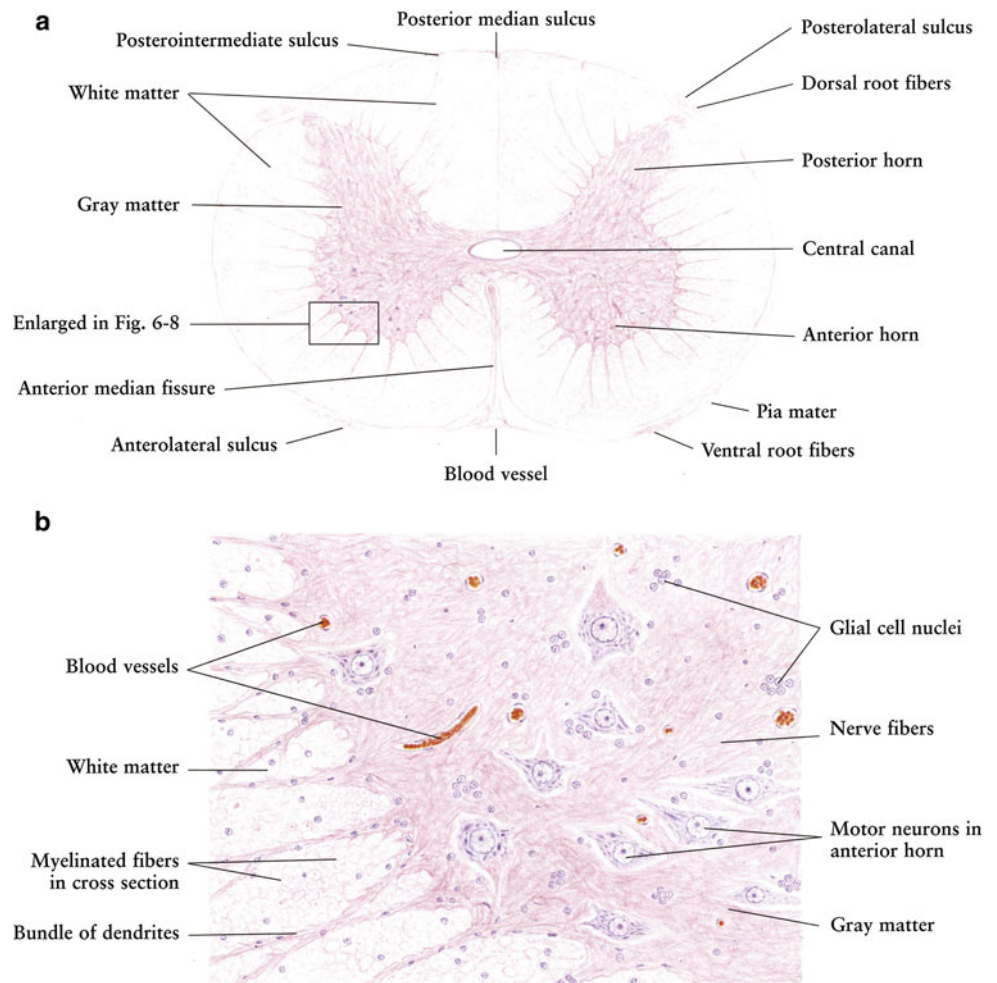 a
Posterior median sulcus
Posterointermediate sulcus
Posterolateral sulcus
White matter
Dorsal root fibers
Posterior horn
Gray matter
Central canal
Enlarged in Fig. 6-8
Anterior horn
Anterior median fissure
Pia mater
Anterolateral sulcus
Ventral root fibers
Blood vessel
b
Glial cell nuclei
Blood vessels
Nerve fibers
White matter
Motor neurons in
anterior horn
Myelinated fibers
in cross section
Gray matter
Bundle of dendrites